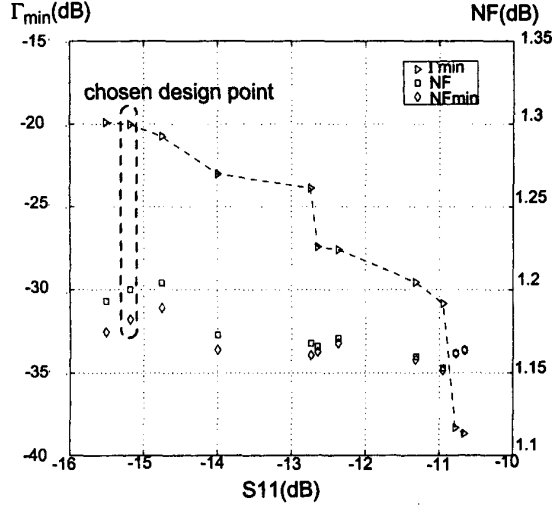 Γmin(dB) NF(dB)
-15 1.35
Γmin
NF
NFmin
chosen design point
-20 1.3
-25 1.25
-30 1.2
-35 1.15
-40 1.1
-16 -15 -14 -13 -12 -11 -10
S11(dB)